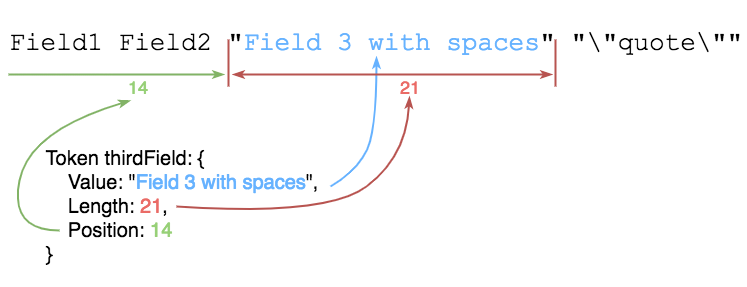 Field1 Field2 "Field 3 with spaces" "\"quote\""
14 21
Token thirdField: {
Value: "Field 3 with spaces",
Length: 21,
Position: 14
}